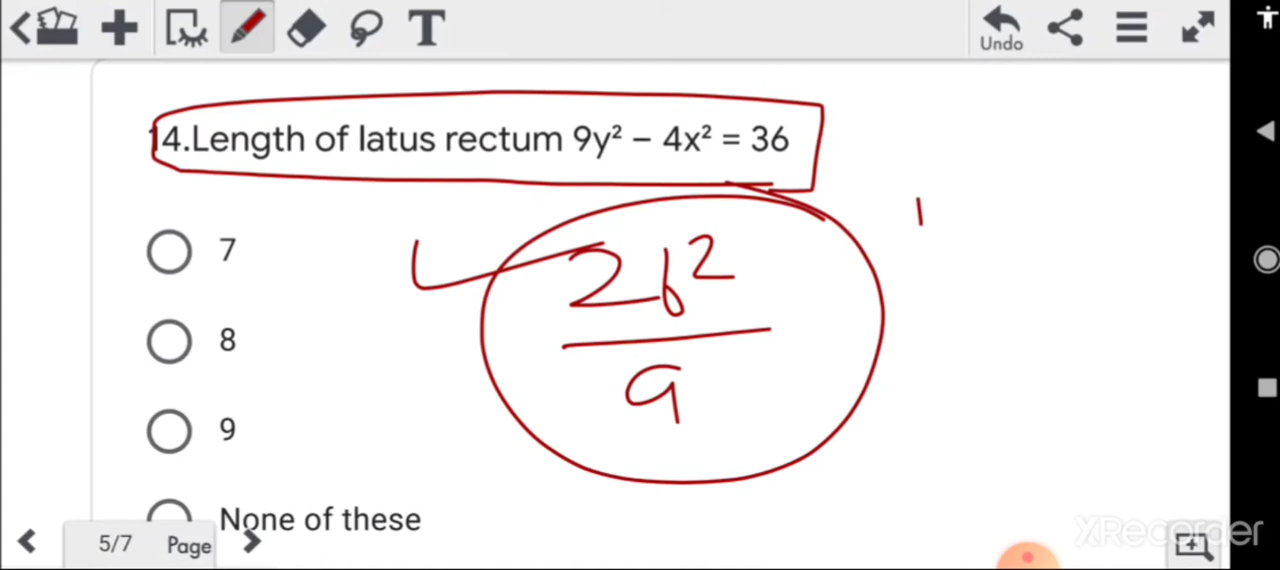 T
Undo
14.Length of latus rectum 9y² – 4x² = 36
7
8
9
None of these
2b²
a
5/7 Page
XRecorder